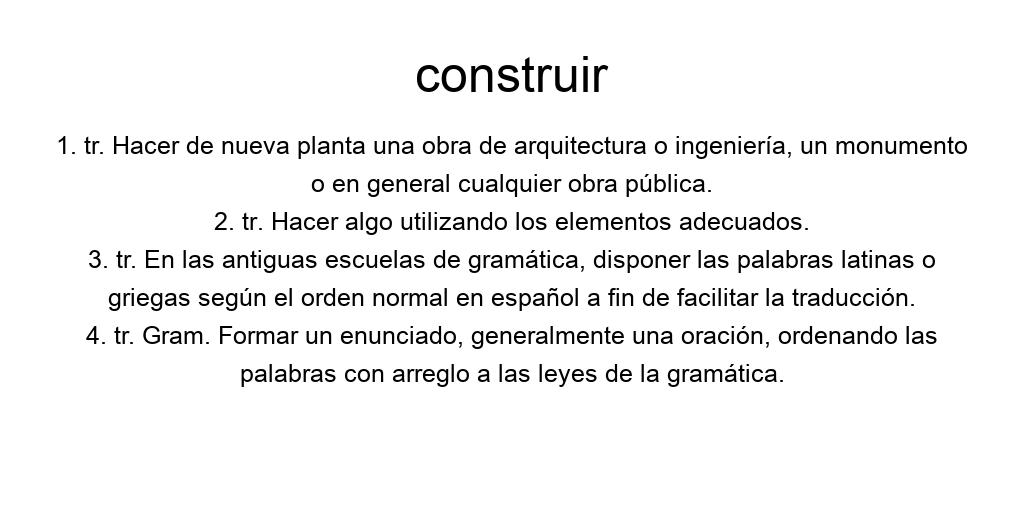 construir
1. tr. Hacer de nueva planta una obra de arquitectura o ingeniería, un monumento
o en general cualquier obra pública.
2. tr. Hacer algo utilizando los elementos adecuados.
3. tr. En las antiguas escuelas de gramática, disponer las palabras latinas o
griegas según el orden normal en español a fin de facilitar la traducción.
4. tr. Gram. Formar un enunciado, generalmente una oración, ordenando las
palabras con arreglo a las leyes de la gramática.